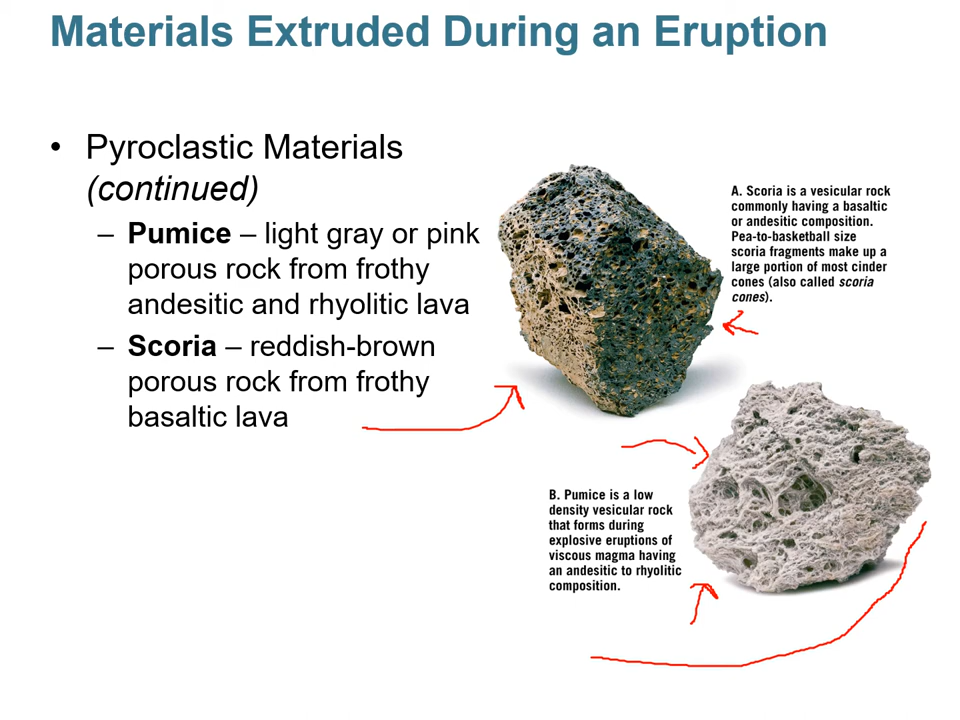 Materials Extruded During an Eruption
• Pyroclastic Materials
(continued)
– Pumice – light gray or pink
porous rock from frothy
andesitic and rhyolitic lava
– Scoria – reddish-brown
porous rock from frothy
basaltic lava
A. Scoria is a vesicular rock
commonly having a basaltic
or andesitic composition.
Pea-to-basketball size
scoria fragments make up a
large portion of most cinder
cones (also called scoria
cones).
B. Pumice is a low
density vesicular rock
that forms during
explosive eruptions of
viscous magma having
an andesitic to rhyolitic
composition.